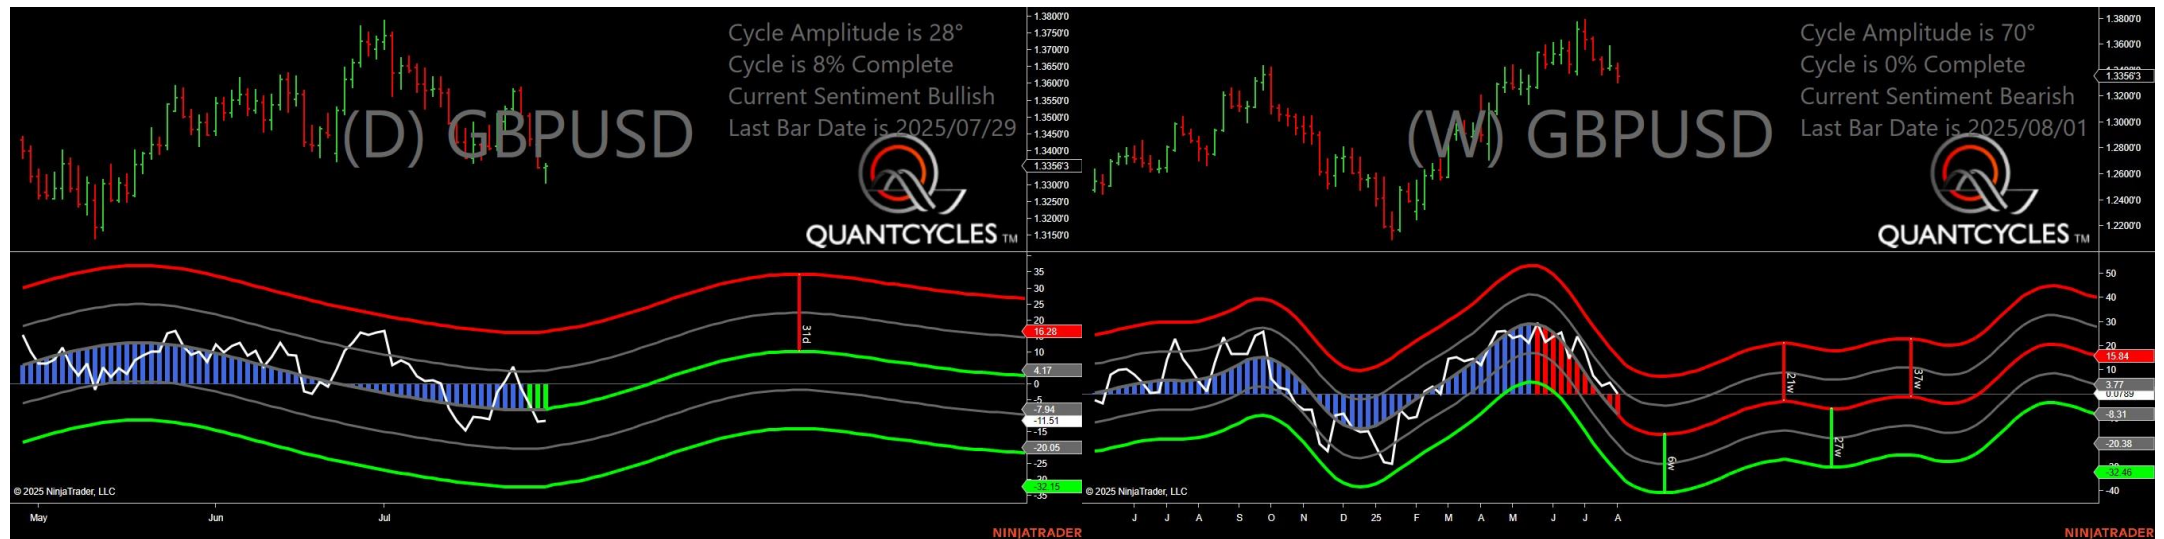 Cycle Amplitude is 28°
Cycle is 8% Complete
Current Sentiment Bullish
Last Bar Date is 2025/07/29
(D) GBPUSD
QUANTCYCLES TM
1.3800'0
1.3750'0
1.3700'0
1.3650'0
1.3600'0
1.3550'0
1.3500'0
1.3450'0
1.3400'0
1.3356'3
1.3300'0
1.3250'0
1.3200'0
1.3150'0
35
30
25
20
16.28
10
4.17
0
-5
-7.94
-11.51
-15
-20.05
-25
-32.15
-35
31d
© 2025 NinjaTrader, LLC
May Jun Jul
NINJATRADER
Cycle Amplitude is 70°
Cycle is 0% Complete
Current Sentiment Bearish
Last Bar Date is 2025/08/01
(W) GBPUSD
QUANTCYCLES TM
1.3800'0
1.3600'0
1.3356'3
1.3200'0
1.3000'0
1.2800'0
1.2600'0
1.2400'0
1.2200'0
50
40
30
20
15.84
10
3.77
0.0789
-8.31
-20.38
-32.46
-40
6w
21w
27w
37w
© 2025 NinjaTrader, LLC
J J A S O N D 25 F M A M J J A
NINJATRADER